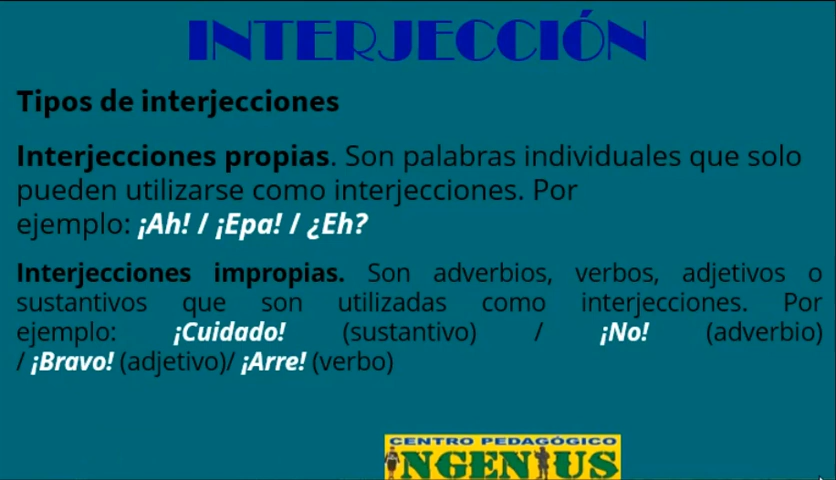 INTERJECCIÓN
Tipos de interjecciones
Interjecciones propias. Son palabras individuales que solo
pueden utilizarse como interjecciones. Por
ejemplo: ¡Ah! / ¡Epa! / ¿Eh?
Interjecciones impropias. Son adverbios, verbos, adjetivos o
sustantivos que son utilizadas como interjecciones. Por
ejemplo: ¡Cuidado! (sustantivo) / ¡No! (adverbio)
/ ¡Bravo! (adjetivo)/ ¡Arre! (verbo)
CENTRO PEDAGÓGICO
INGENIUS